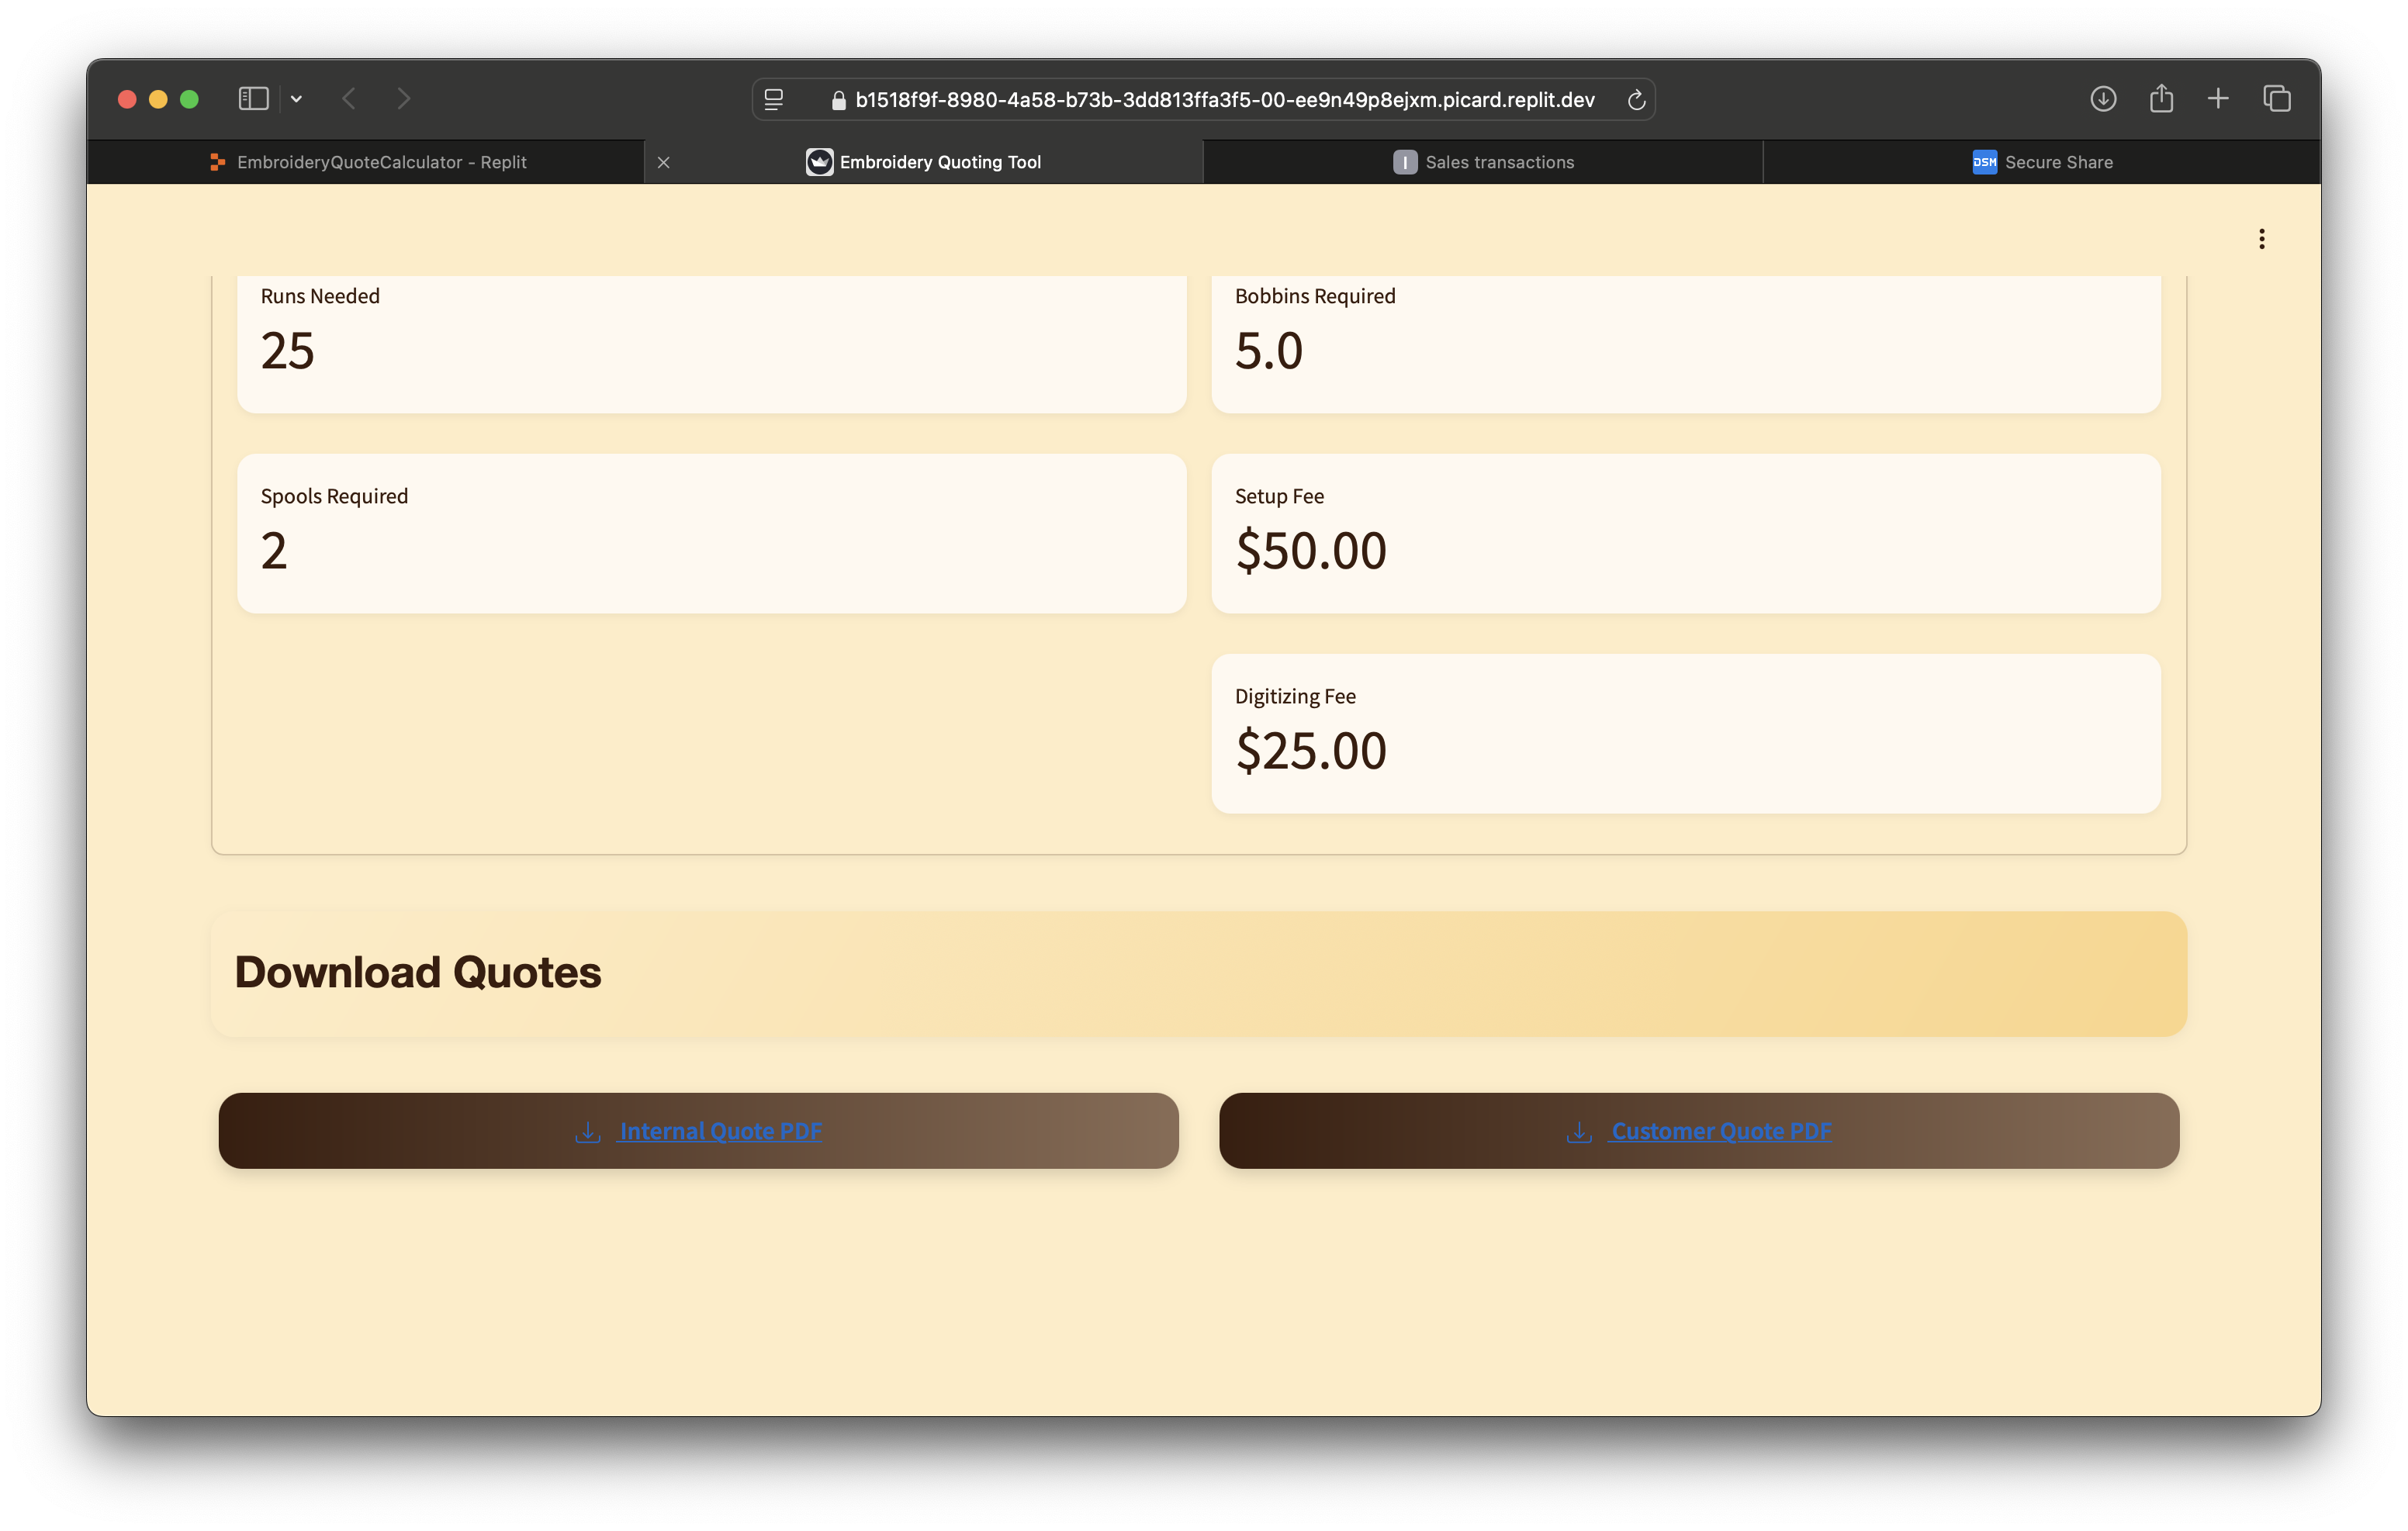 b1518f9f-8980-4a58-b73b-3dd813ffa3f5-00-ee9n49p8ejxm.picard.replit.dev
EmbroideryQuoteCalculator - Replit
Embroidery Quoting Tool
I Sales transactions
DSM Secure Share
Runs Needed
25
Bobbins Required
5.0
Spools Required
2
Setup Fee
$50.00
Digitizing Fee
$25.00
Download Quotes
Internal Quote PDF
Customer Quote PDF